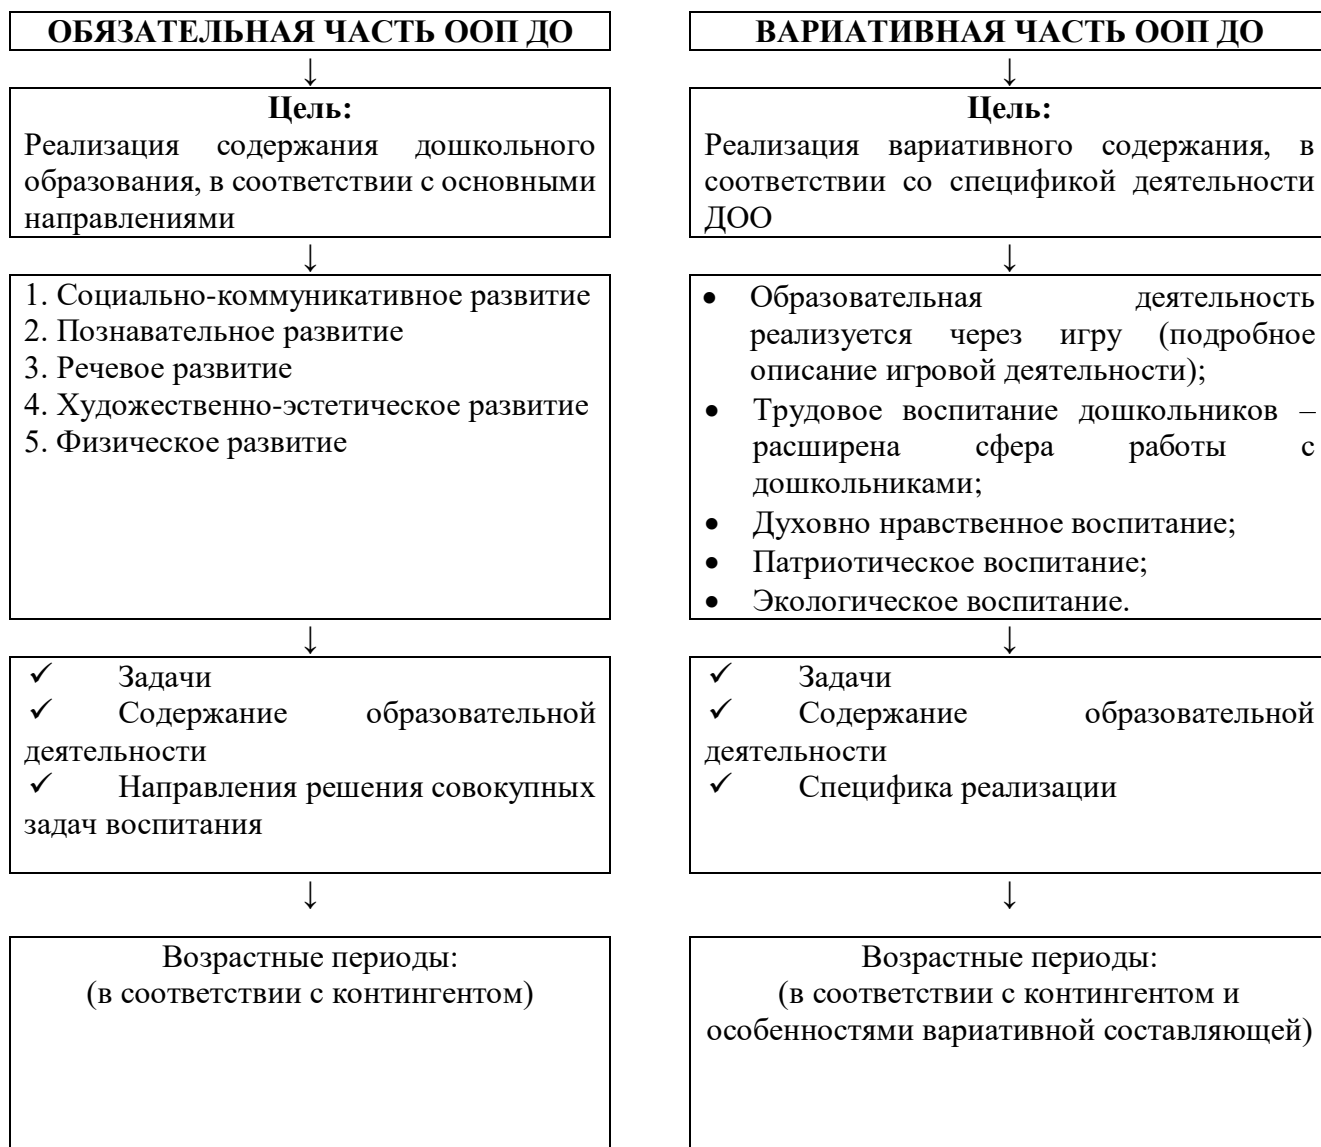 ОБЯЗАТЕЛЬНАЯ ЧАСТЬ ООП ДО
↓
Цель:
Реализация содержания дошкольного
образования, в соответствии с основными
направлениями
↓
1. Социально-коммуникативное развитие
2. Познавательное развитие
3. Речевое развитие
4. Художественно-эстетическое развитие
5. Физическое развитие
↓
✓ Задачи
✓ Содержание образовательной
деятельности
✓ Направления решения совокупных
задач воспитания
↓
Возрастные периоды:
(в соответствии с контингентом)
ВАРИАТИВНАЯ ЧАСТЬ ООП ДО
↓
Цель:
Реализация вариативного содержания, в
соответствии со спецификой деятельности
ДОО
↓
• Образовательная деятельность
реализуется через игру (подробное
описание игровой деятельности);
• Трудовое воспитание дошкольников –
расширена сфера работы с
дошкольниками;
• Духовно нравственное воспитание;
• Патриотическое воспитание;
• Экологическое воспитание.
↓
✓ Задачи
✓ Содержание образовательной
деятельности
✓ Специфика реализации
↓
Возрастные периоды:
(в соответствии с контингентом и
особенностями вариативной составляющей)